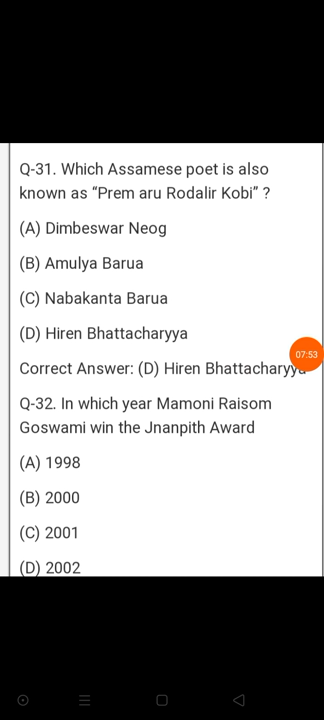 Q-31. Which Assamese poet is also
known as “Prem aru Rodalir Kobi” ?
(A) Dimbeswar Neog
(B) Amulya Barua
(C) Nabakanta Barua
(D) Hiren Bhattacharyya
07:53
Correct Answer: (D) Hiren Bhattacharyya
Q-32. In which year Mamoni Raisom
Goswami win the Jnanpith Award
(A) 1998
(B) 2000
(C) 2001
(D) 2002